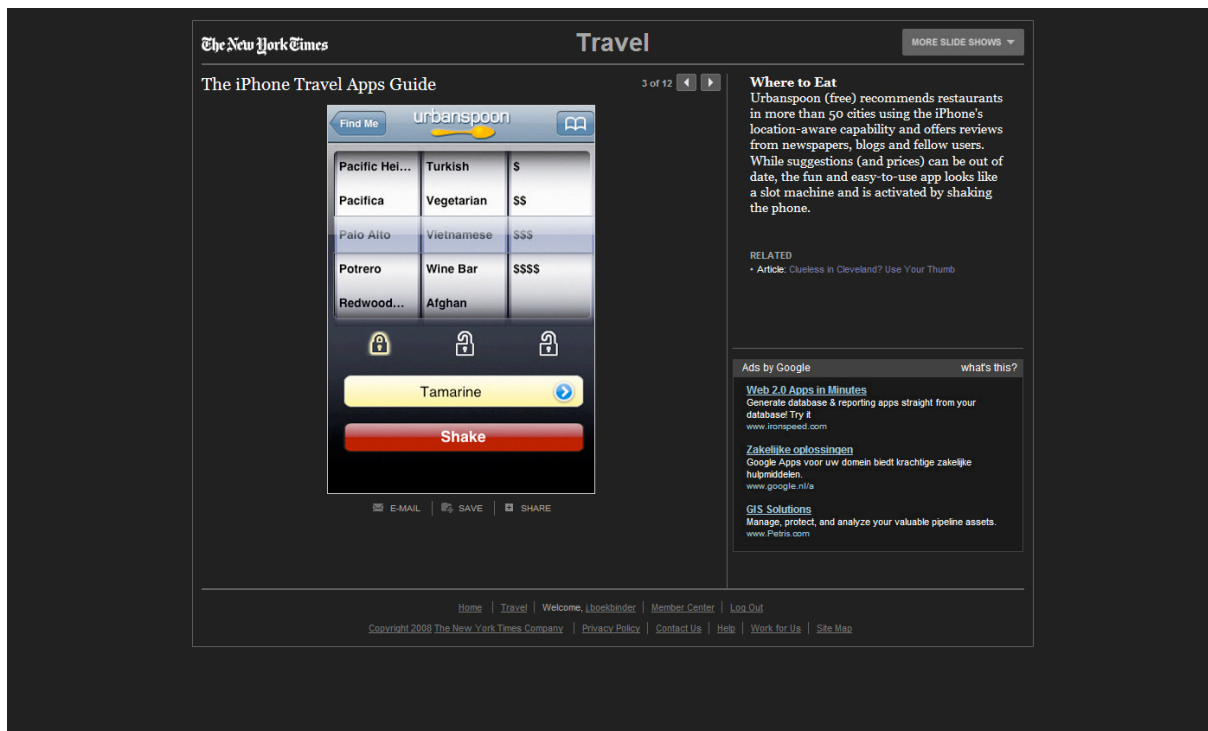 The New York Times
Travel
MORE SLIDE SHOWS
The iPhone Travel Apps Guide
3 of 12
Find Me
urbanspoon
Pacific Hei... Turkish $
Pacifica Vegetarian $$
Palo Alto Vietnamese $$$
Potrero Wine Bar $$$$
Redwood... Afghan
Tamarine
Shake
E-MAIL | SAVE | SHARE
Where to Eat
Urbanspoon (free) recommends restaurants
in more than 50 cities using the iPhone's
location-aware capability and offers reviews
from newspapers, blogs and fellow users.
While suggestions (and prices) can be out of
date, the fun and easy-to-use app looks like
a slot machine and is activated by shaking
the phone.
RELATED
• Article: Clueless in Cleveland? Use Your Thumb
Ads by Google what's this?
Web 2.0 Apps in Minutes
Generate database & reporting apps straight from your
database! Try it
www.ironspeed.com
Zakelijke oplossingen
Google Apps voor uw domein biedt krachtige zakelijke
hulpmiddelen.
www.google.nl/a
GIS Solutions
Manage, protect, and analyze your valuable pipeline assets.
www.Petris.com
Home | Travel | Welcome, i.boekbinder | Member Center | Log Out
Copyright 2008 The New York Times Company | Privacy Policy | Contact Us | Help | Work for Us | Site Map